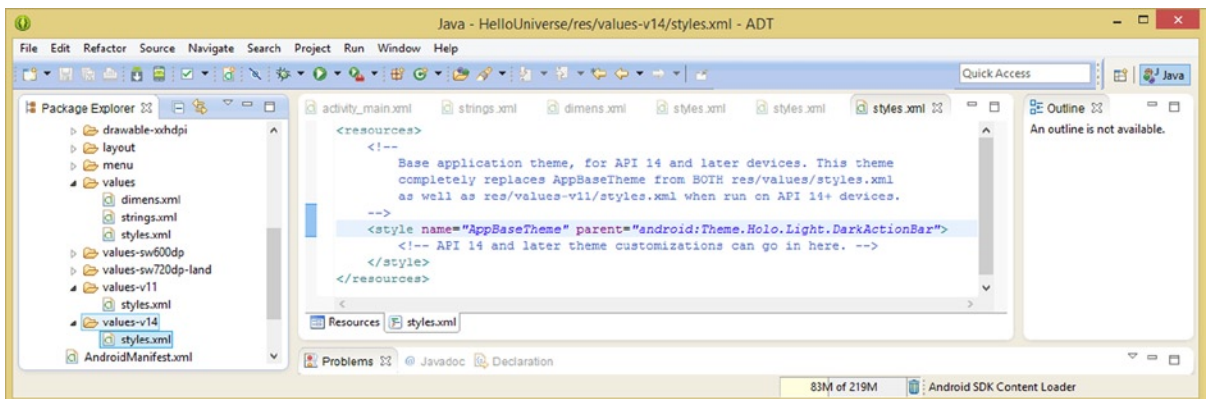 Java - HelloUniverse/res/values-v14/styles.xml - ADT
File Edit Refactor Source Navigate Search Project Run Window Help
Quick Access
Java
Package Explorer
drawable-xxhdpi
layout
menu
values
dimens.xml
strings.xml
styles.xml
values-sw600dp
values-sw720dp-land
values-v11
styles.xml
values-v14
styles.xml
AndroidManifest.xml
activity_main.xml strings.xml dimens.xml styles.xml styles.xml styles.xml
<resources>
<!--
Base application theme, for API 14 and later devices. This theme
completely replaces AppBaseTheme from BOTH res/values/styles.xml
as well as res/values-v11/styles.xml when run on API 14+ devices.
-->
<style name="AppBaseTheme" parent="android:Theme.Holo.Light.DarkActionBar">
<!-- API 14 and later theme customizations can go in here. -->
</style>
</resources>
Resources styles.xml
Outline
An outline is not available.
Problems @ Javadoc Declaration
83M of 219M Android SDK Content Loader